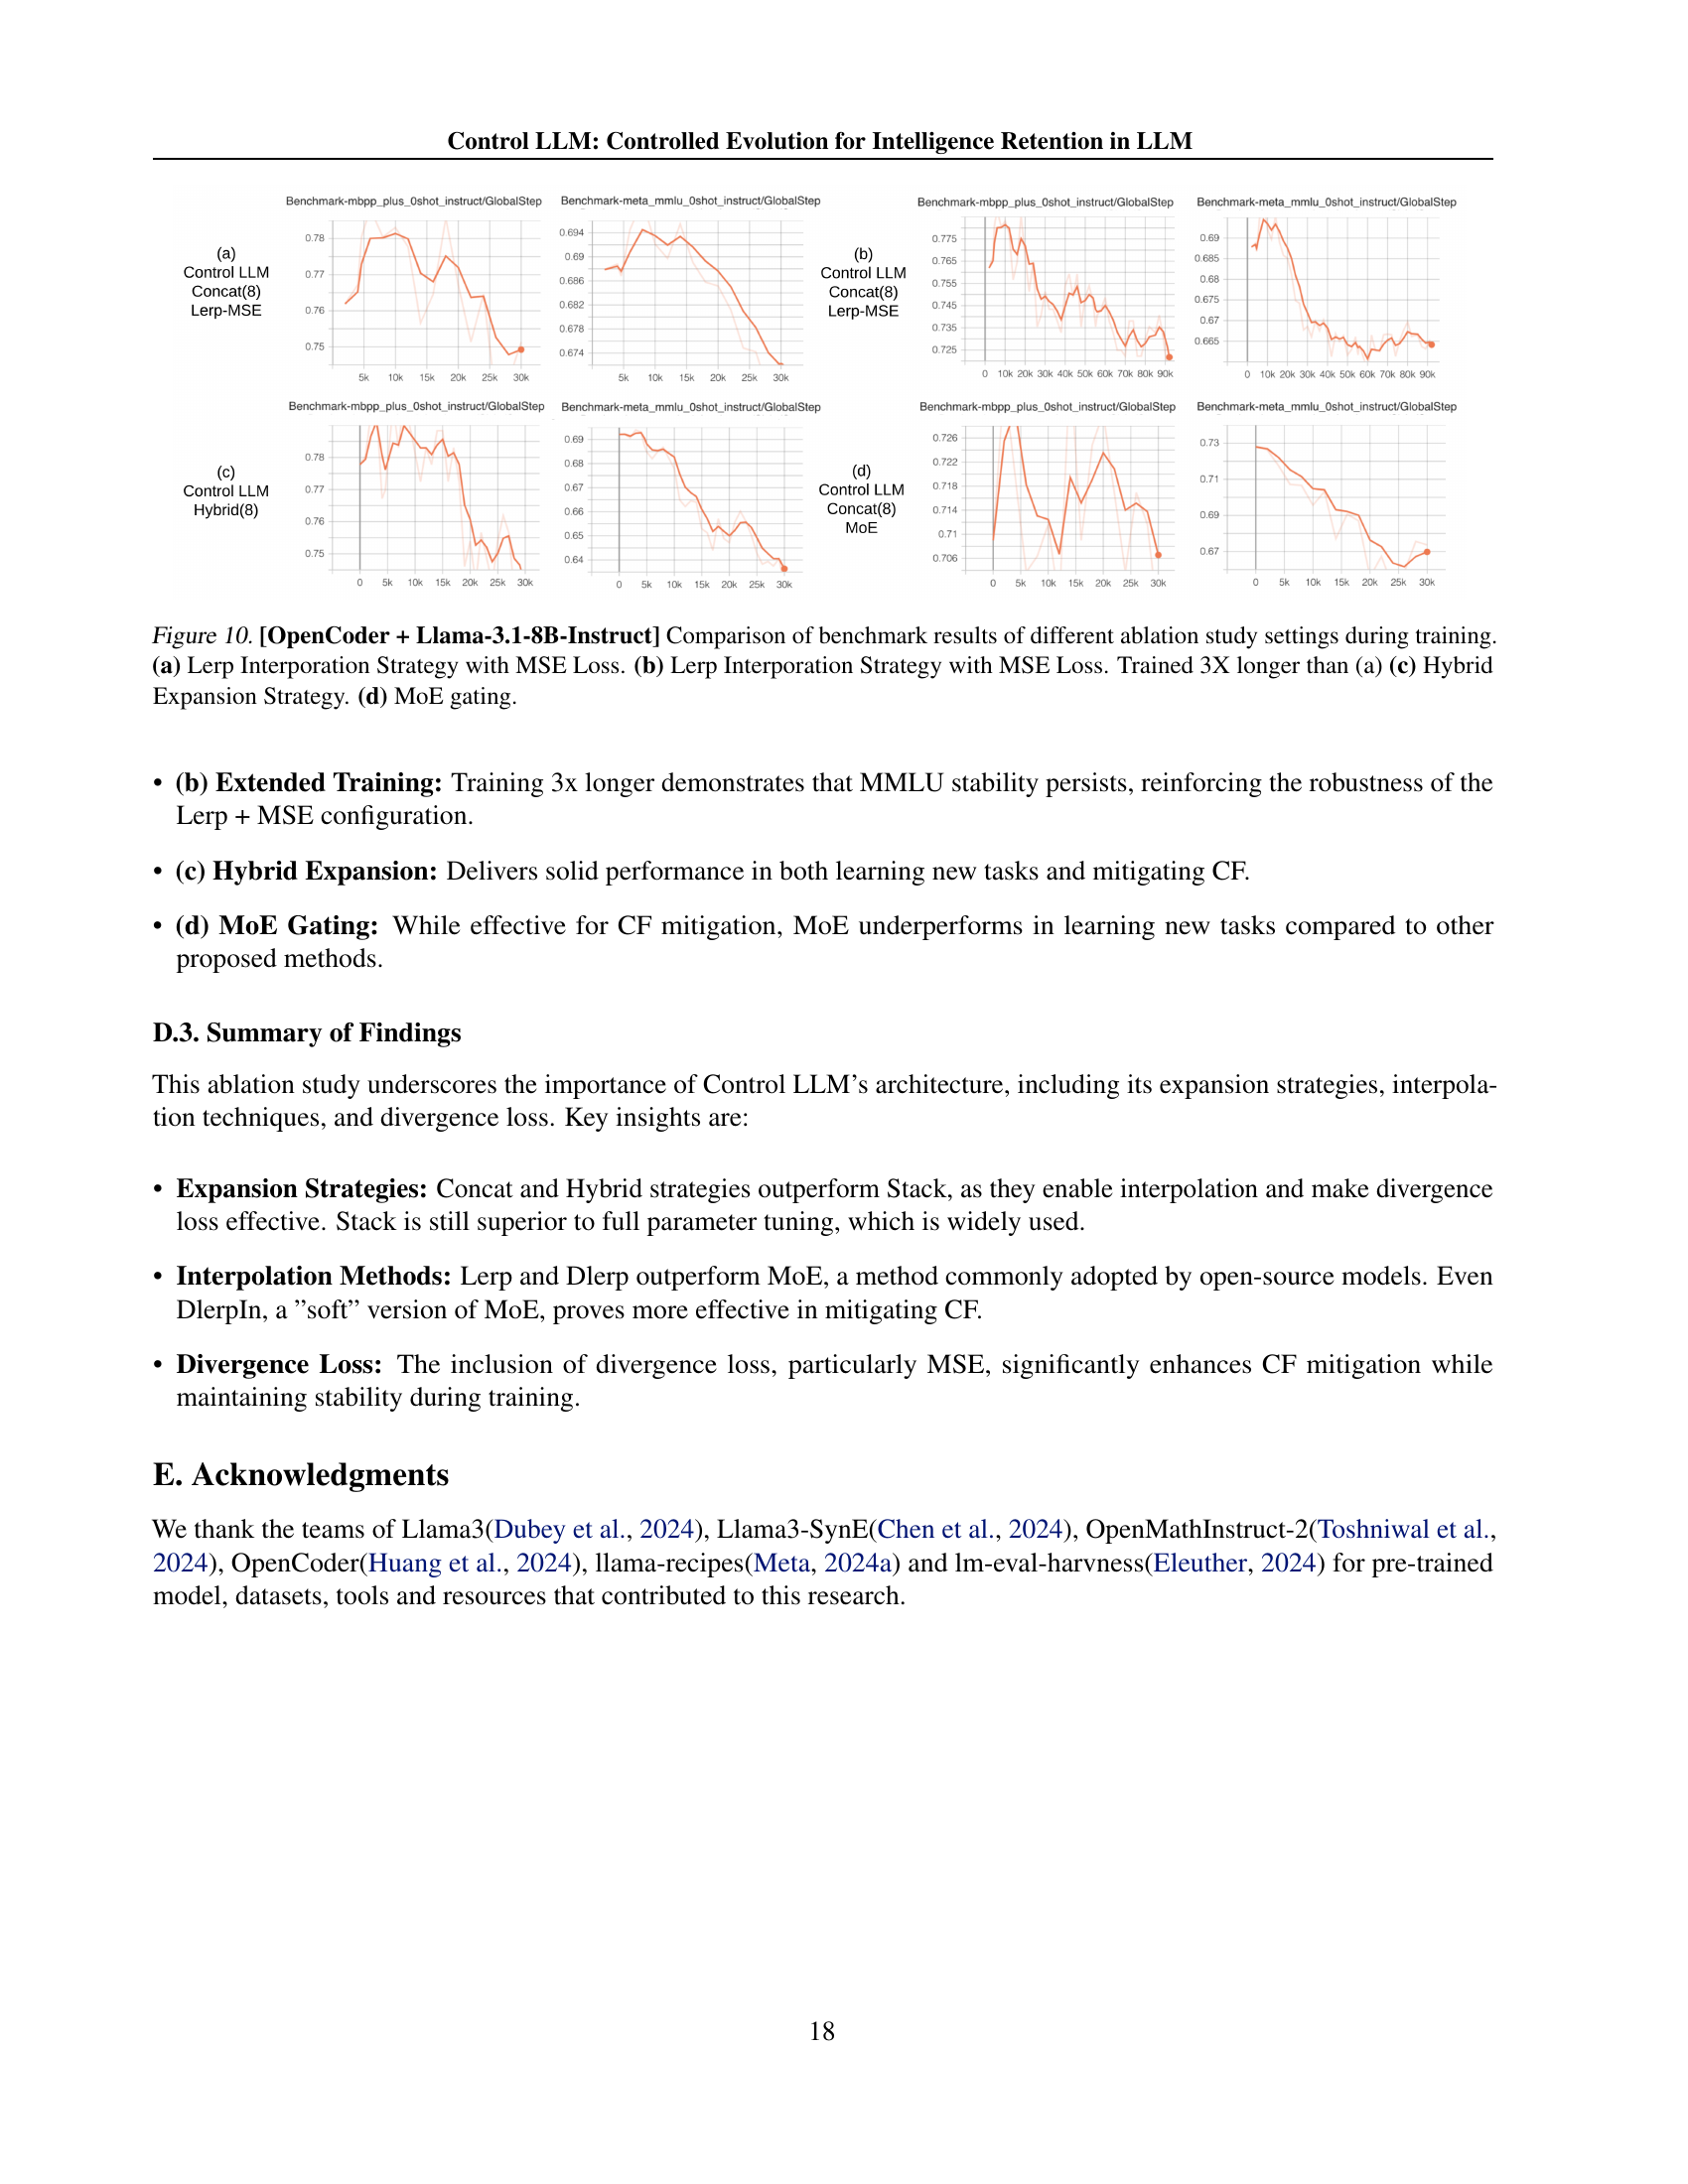 Control LLM: Controlled Evolution for Intelligence Retention in LLM
(a)
Control LLM
Concat(8)
Lerp-MSE
Benchmark-mbpp_plus_0shot_instruct/GlobalStep
0.78
0.77
0.76
0.75
5k 10k 15k 20k 25k 30k
Benchmark-meta_mmlu_0shot_instruct/GlobalStep
0.694
0.69
0.686
0.682
0.678
0.674
5k 10k 15k 20k 25k 30k
(b)
Control LLM
Concat(8)
Lerp-MSE
Benchmark-mbpp_plus_0shot_instruct/GlobalStep
0.775
0.765
0.755
0.745
0.735
0.725
0 10k 20k 30k 40k 50k 60k 70k 80k 90k
Benchmark-meta_mmlu_0shot_instruct/GlobalStep
0.69
0.685
0.68
0.675
0.67
0.665
0 10k 20k 30k 40k 50k 60k 70k 80k 90k
(c)
Control LLM
Hybrid(8)
Benchmark-mbpp_plus_0shot_instruct/GlobalStep
0.78
0.77
0.76
0.75
0 5k 10k 15k 20k 25k 30k
Benchmark-meta_mmlu_0shot_instruct/GlobalStep
0.69
0.68
0.67
0.66
0.65
0.64
0 5k 10k 15k 20k 25k 30k
(d)
Control LLM
Concat(8)
MoE
Benchmark-mbpp_plus_0shot_instruct/GlobalStep
0.726
0.722
0.718
0.714
0.71
0.706
0 5k 10k 15k 20k 25k 30k
Benchmark-meta_mmlu_0shot_instruct/GlobalStep
0.73
0.71
0.69
0.67
0 5k 10k 15k 20k 25k 30k
Figure 10. [OpenCoder + Llama-3.1-8B-Instruct] Comparison of benchmark results of different ablation study settings during training.
(a) Lerp Interporation Strategy with MSE Loss. (b) Lerp Interporation Strategy with MSE Loss. Trained 3X longer than (a) (c) Hybrid
Expansion Strategy. (d) MoE gating.
• (b) Extended Training: Training 3x longer demonstrates that MMLU stability persists, reinforcing the robustness of the
Lerp + MSE configuration.
• (c) Hybrid Expansion: Delivers solid performance in both learning new tasks and mitigating CF.
• (d) MoE Gating: While effective for CF mitigation, MoE underperforms in learning new tasks compared to other
proposed methods.
D.3. Summary of Findings
This ablation study underscores the importance of Control LLM's architecture, including its expansion strategies, interpola-
tion techniques, and divergence loss. Key insights are:
• Expansion Strategies: Concat and Hybrid strategies outperform Stack, as they enable interpolation and make divergence
loss effective. Stack is still superior to full parameter tuning, which is widely used.
• Interpolation Methods: Lerp and Dlerp outperform MoE, a method commonly adopted by open-source models. Even
DlerpIn, a ”soft” version of MoE, proves more effective in mitigating CF.
• Divergence Loss: The inclusion of divergence loss, particularly MSE, significantly enhances CF mitigation while
maintaining stability during training.
E. Acknowledgments
We thank the teams of Llama3(Dubey et al., 2024), Llama3-SynE(Chen et al., 2024), OpenMathInstruct-2(Toshniwal et al.,
2024), OpenCoder(Huang et al., 2024), llama-recipes(Meta, 2024a) and lm-eval-harvness(Eleuther, 2024) for pre-trained
model, datasets, tools and resources that contributed to this research.
18